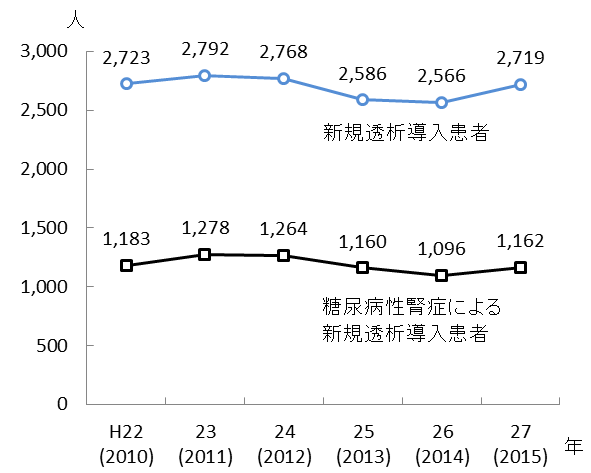 人
3,000
2,723 2,792 2,768 2,586 2,566 2,719
2,500
新規透析導入患者
2,000
1,500
1,183 1,278 1,264 1,160 1,096 1,162
1,000
糖尿病性腎症による
新規透析導入患者
500
0
H22 23 24 25 26 27 年
(2010) (2011) (2012) (2013) (2014) (2015)